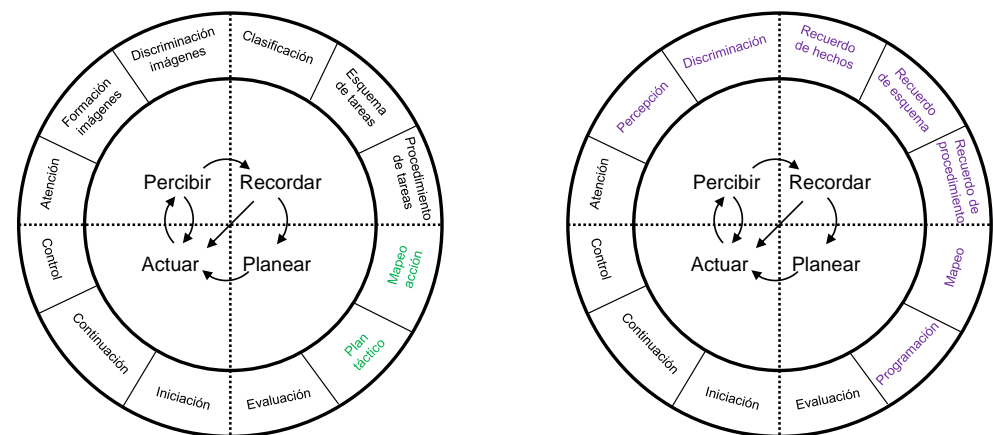 Discriminación
imágenes
Clasificación
Esquema
de tareas
Procedimiento
de tareas
Mapeo
acción
Plan
táctico
Evaluación
Iniciación
Continuación
Control
Atención
Formación
imágenes
Percibir
Recordar
Actuar
Planear
Discriminación
Recuerdo
de hechos
Recuerdo
de esquema
Recuerdo de
procedimiento
Mapeo
Programación
Evaluación
Iniciación
Continuación
Control
Atención
Percepción
Percibir
Recordar
Actuar
Planear